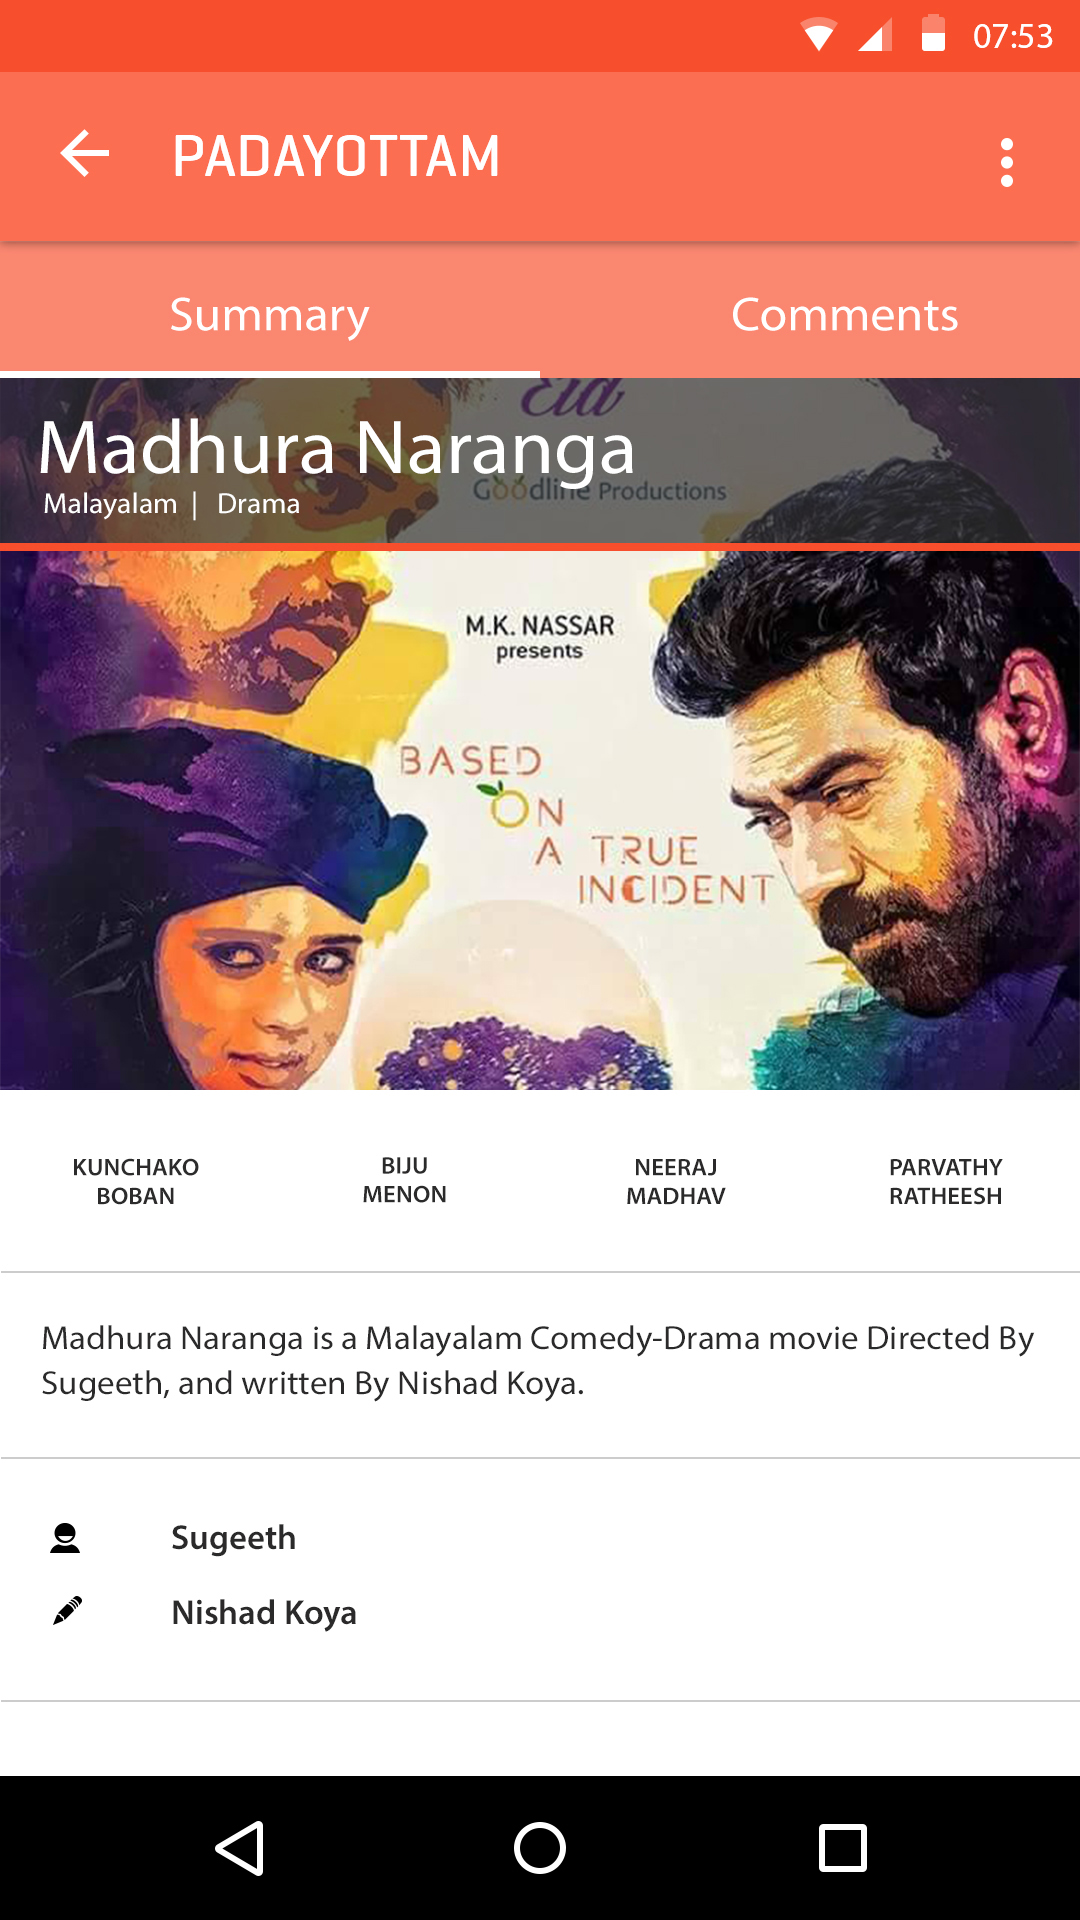 07:53
PADAYOTTAM
Summary
Comments
Eid
Madhura Naranga
Goodline Productions
Malayalam | Drama
M.K. NASSAR
presents
BASED
ON
A TRUE
INCIDENT
KUNCHAKO
BOBAN
BIJU
MENON
NEERAJ
MADHAV
PARVATHY
RATHEESH
Madhura Naranga is a Malayalam Comedy-Drama movie Directed By
Sugeeth, and written By Nishad Koya.
Sugeeth
Nishad Koya